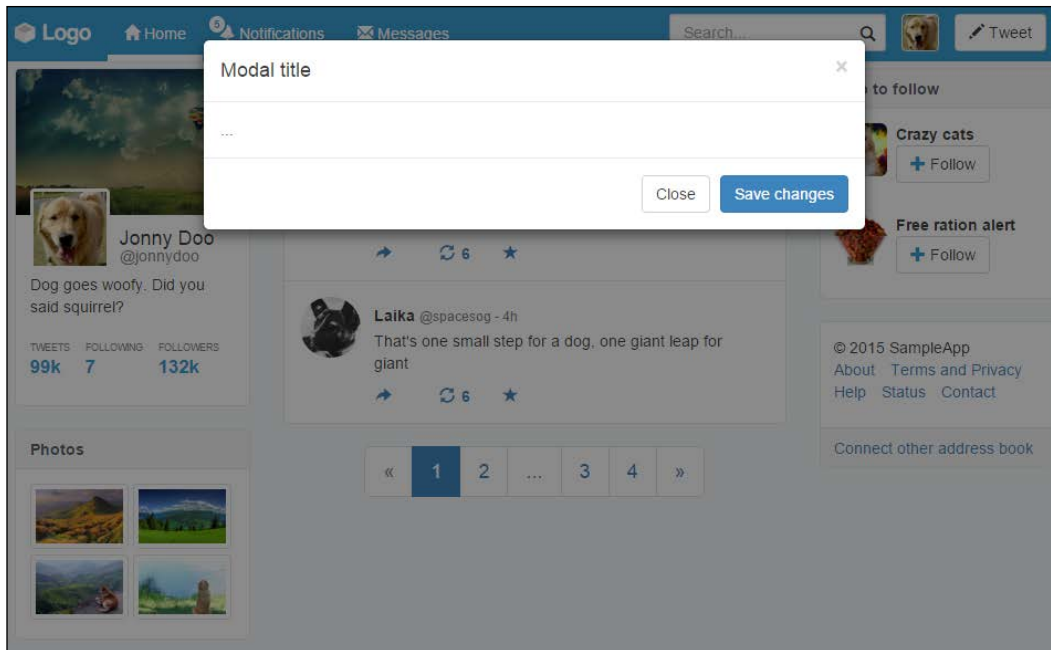 Logo
Home
5
Notifications
Messages
Search...
Tweet
Modal title
×
...
Close
Save changes
Jonny Doo
@jonnydoo
Dog goes woofy. Did you
said squirrel?
TWEETS FOLLOWING FOLLOWERS
99k 7 132k
Photos
6
Laika @spacesog - 4h
That's one small step for a dog, one giant leap for
giant
6
« 1 2 ... 3 4 »
to follow
Crazy cats
+ Follow
Free ration alert
+ Follow
© 2015 SampleApp
About Terms and Privacy
Help Status Contact
Connect other address book